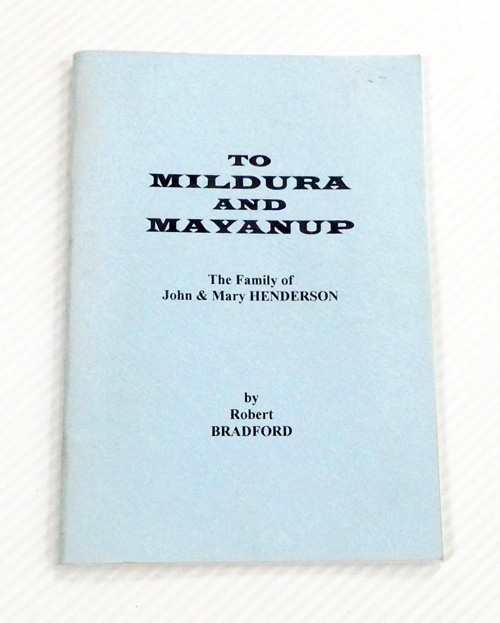 TO
MILDURA
AND
MAYANUP
The Family of
John & Mary HENDERSON
by
Robert
BRADFORD